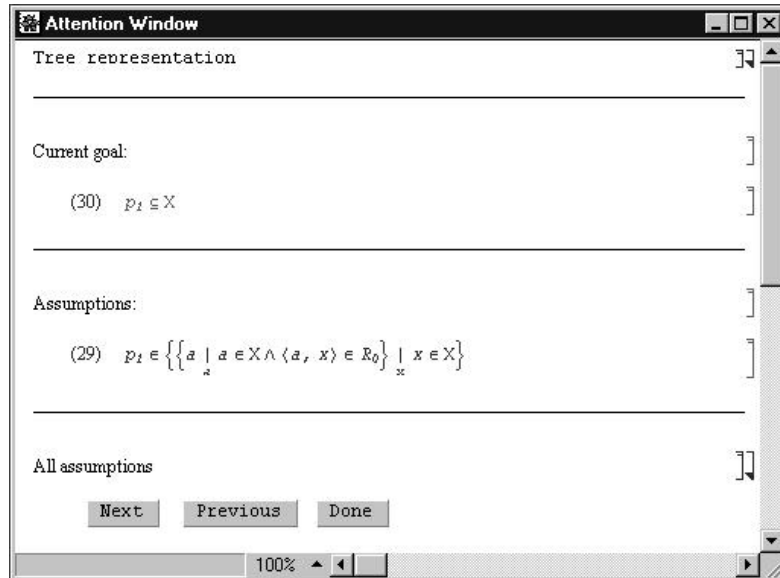 Attention Window
Tree representation
Current goal:
(30) p₁ ⊆ X
Assumptions:
(29) p₁ ∈ {{a | a ∈ X ∧ ⟨a, x⟩ ∈ R₀} | x ∈ X}
a x
All assumptions
Next Previous Done
100%